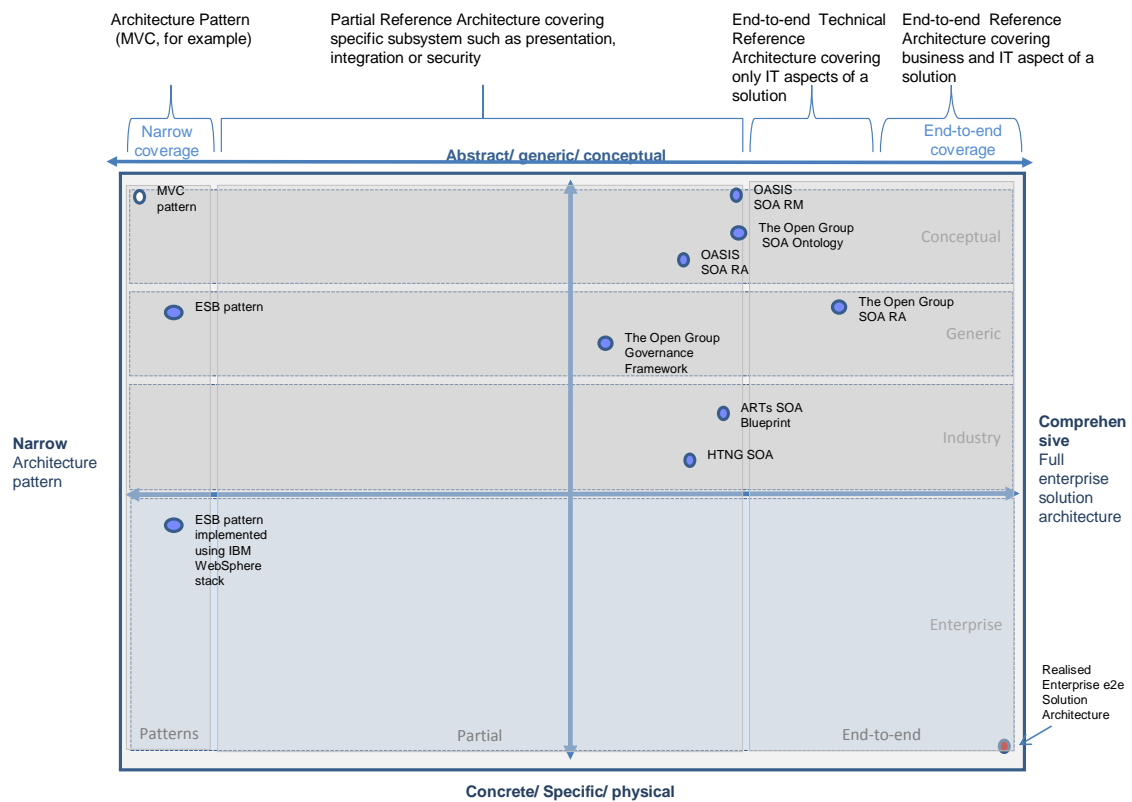 Architecture Pattern
(MVC, for example)
Partial Reference Architecture covering
specific subsystem such as presentation,
integration or security
End-to-end Technical
Reference
Architecture covering
only IT aspects of a
solution
End-to-end Reference
Architecture covering
business and IT aspect of a
solution
Narrow
coverage
End-to-end
coverage
Abstract/ generic/ conceptual
MVC
pattern
OASIS
SOA RM
The Open Group
SOA Ontology
Conceptual
OASIS
SOA RA
ESB pattern
The Open Group
SOA RA
Generic
The Open Group
Governance
Framework
ARTs SOA
Blueprint
Industry
HTNG SOA
Narrow
Architecture
pattern
Comprehen
sive
Full
enterprise
solution
architecture
ESB pattern
implemented
using IBM
WebSphere
stack
Enterprise
Realised
Enterprise e2e
Solution
Architecture
Patterns
Partial
End-to-end
Concrete/ Specific/ physical